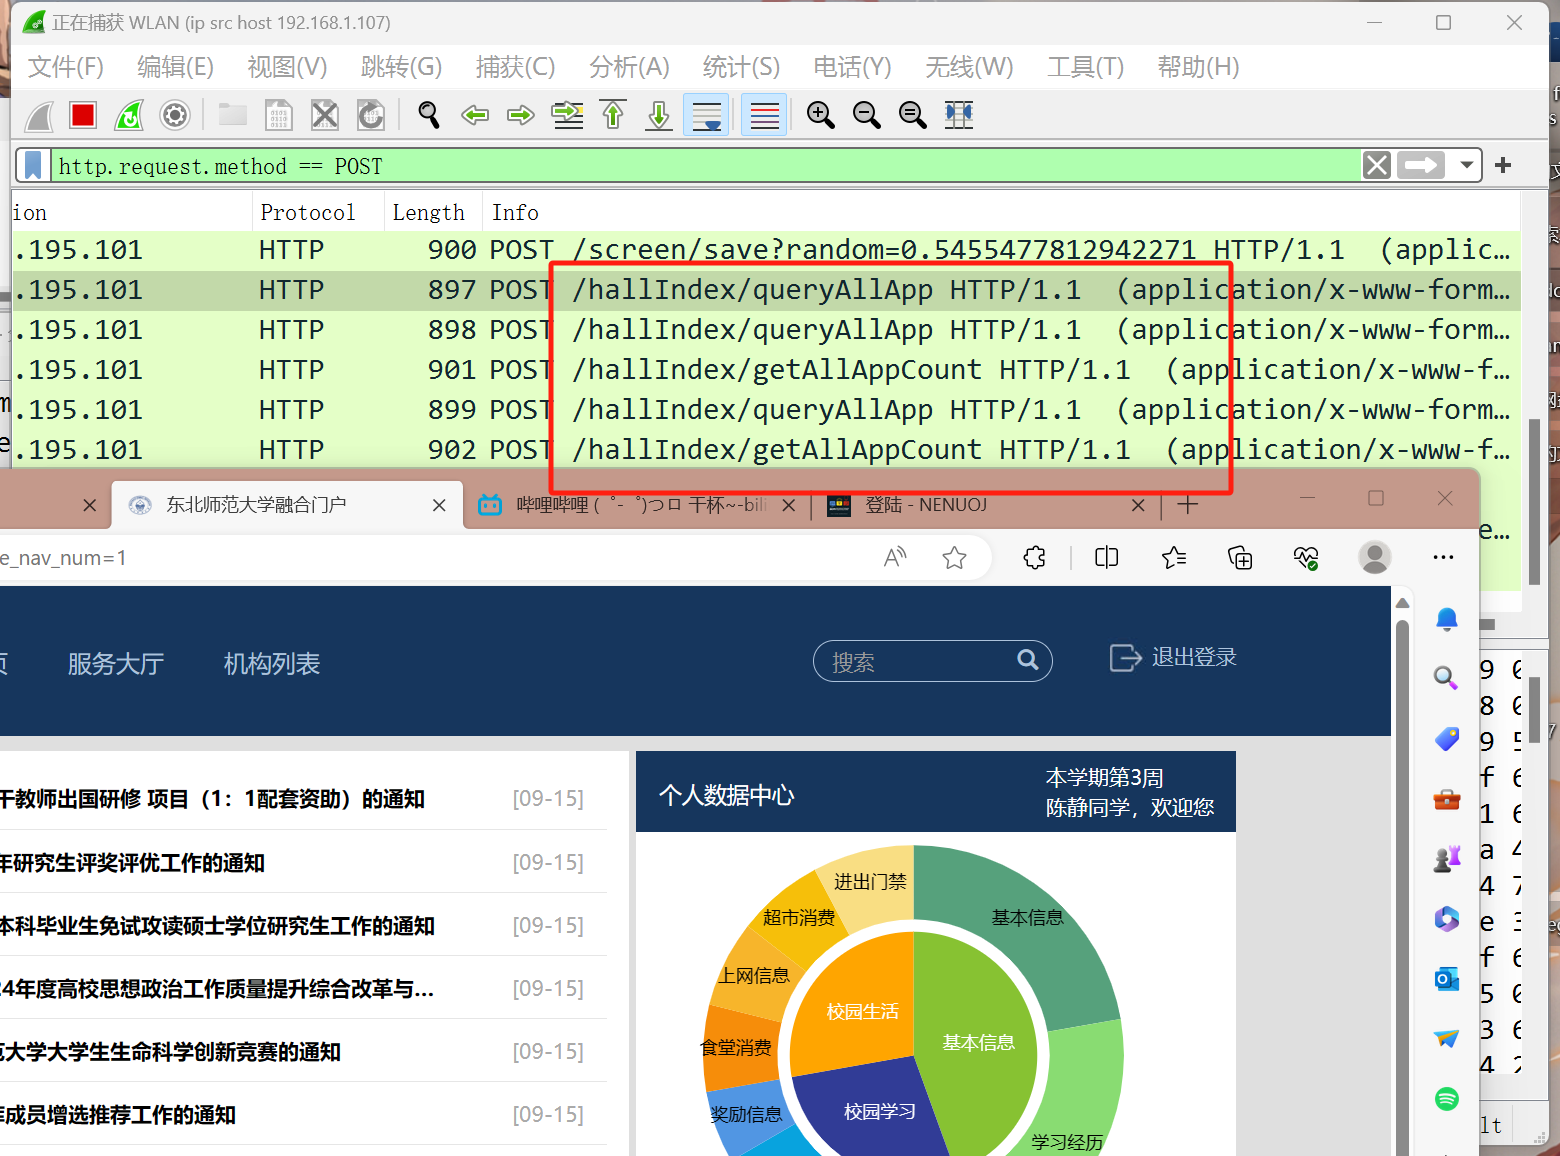 正在捕获 WLAN (ip src host 192.168.1.107)
文件(F) 编辑(E) 视图(V) 跳转(G) 捕获(C) 分析(A) 统计(S) 电话(Y) 无线(W) 工具(T) 帮助(H)
http.request.method == POST
ion Protocol Length Info
.195.101 HTTP 900 POST /screen/save?random=0.5455477812942271 HTTP/1.1 (applic...
.195.101 HTTP 897 POST /hallIndex/queryAllApp HTTP/1.1 (application/x-www-form...
.195.101 HTTP 898 POST /hallIndex/queryAllApp HTTP/1.1 (application/x-www-form...
.195.101 HTTP 901 POST /hallIndex/getAllAppCount HTTP/1.1 (application/x-www-f...
.195.101 HTTP 899 POST /hallIndex/queryAllApp HTTP/1.1 (application/x-www-form...
.195.101 HTTP 902 POST /hallIndex/getAllAppCount HTTP/1.1 (application/x-www-f...
东北师范大学融合门户 哔哩哔哩 (゜-゜)つロ 干杯~-bili 登陆 - NENUOJ
e...
e_nav_num=1
页 服务大厅 机构列表 搜索 退出登录
个人数据中心
本学期第3周
陈静同学，欢迎您
干教师出国研修 项目（1：1配套资助）的通知 [09-15]
年研究生评奖评优工作的通知 [09-15]
本科毕业生免试攻读硕士学位研究生工作的通知 [09-15]
24年度高校思想政治工作质量提升综合改革与... [09-15]
范大学大学生生命科学创新竞赛的通知 [09-15]
成员增选推荐工作的通知 [09-15]
进出门禁
超市消费
基本信息
上网信息
校园生活
基本信息
食堂消费
奖励信息
校园学习
学习经历
9 0
8 0
9 5
f 6
1 6
a 4
4 7
e 3
f 6
5 0
3 6
4 2
lt